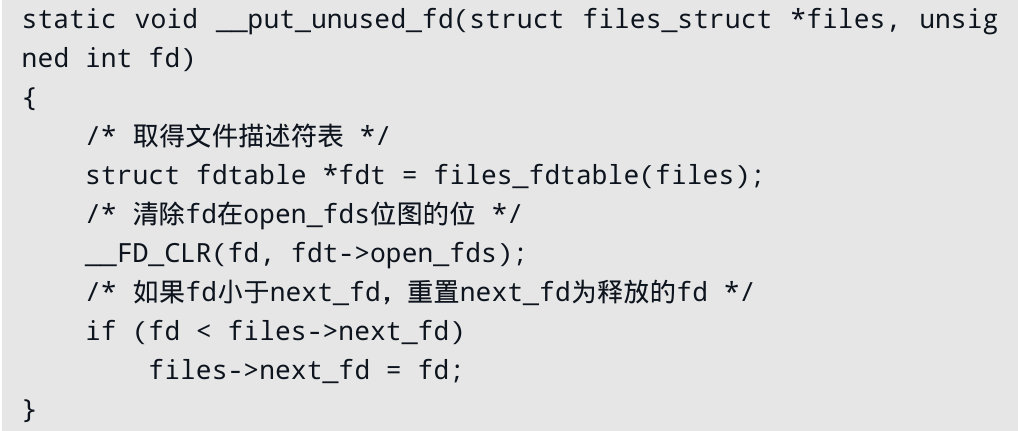 static void __put_unused_fd(struct files_struct *files, unsig
ned int fd)
{
    /* 取得文件描述符表 */
    struct fdtable *fdt = files_fdtable(files);
    /* 清除fd在open_fds位图的位 */
    __FD_CLR(fd, fdt->open_fds);
    /* 如果fd小于next_fd，重置next_fd为释放的fd */
    if (fd < files->next_fd)
        files->next_fd = fd;
}